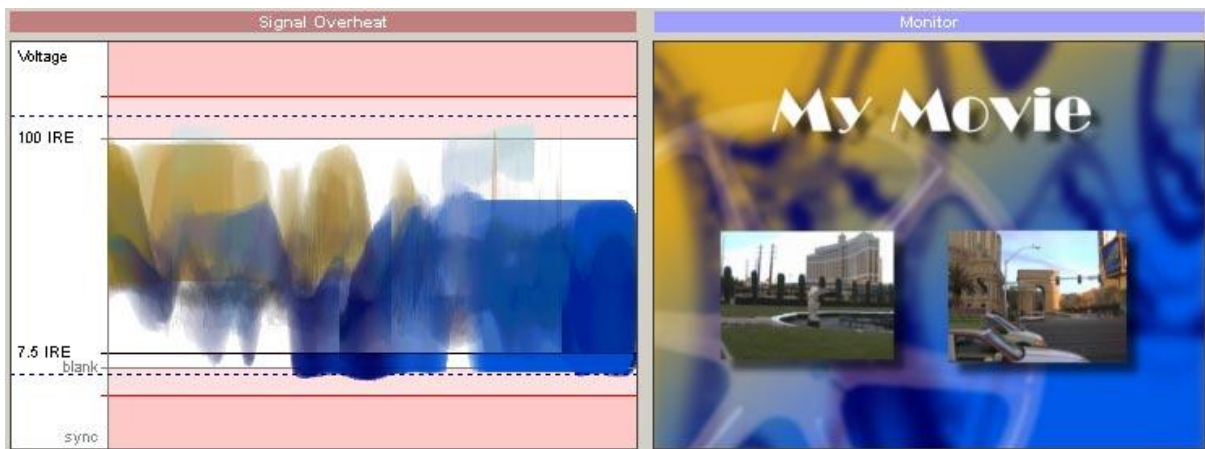 Signal Overheat
Monitor
Voltage
100 IRE
7.5 IRE
blank
sync
My Movie